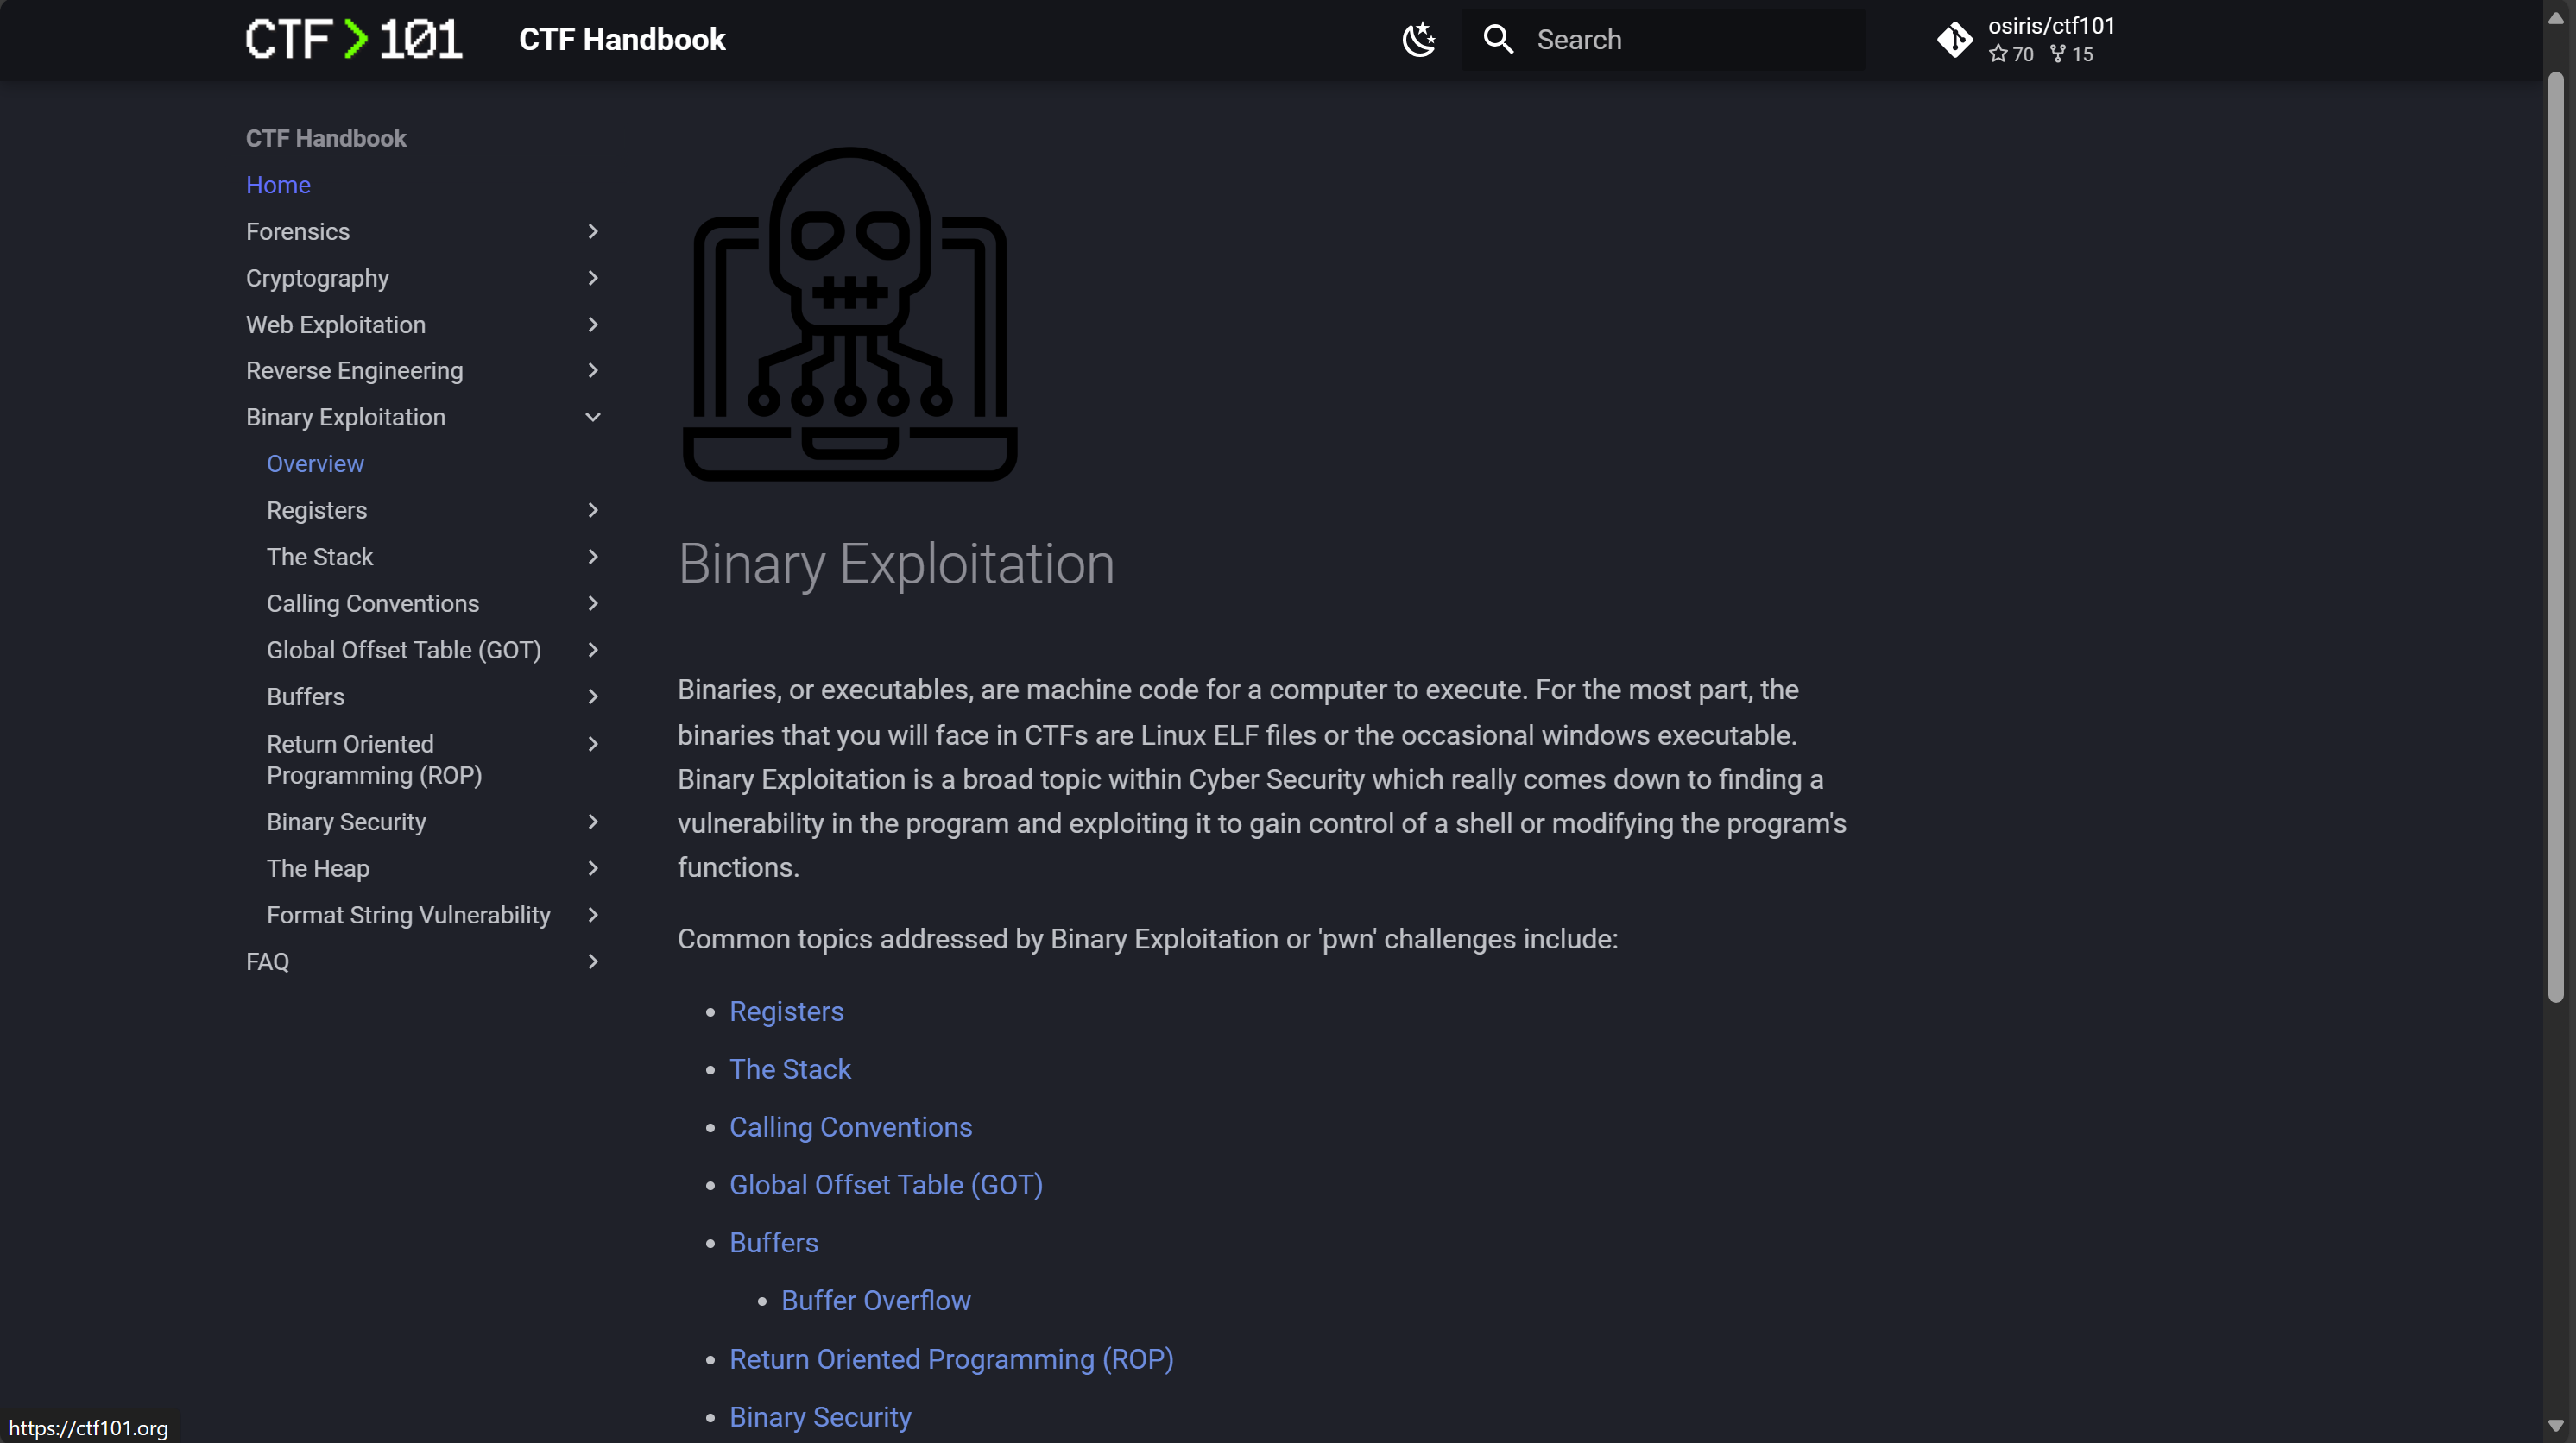 CTF>101
CTF Handbook
Search
osiris/ctf101
70 15
CTF Handbook
Home
Forensics
Cryptography
Web Exploitation
Reverse Engineering
Binary Exploitation
Overview
Registers
The Stack
Calling Conventions
Global Offset Table (GOT)
Buffers
Return Oriented
Programming (ROP)
Binary Security
The Heap
Format String Vulnerability
FAQ
Binary Exploitation
Binaries, or executables, are machine code for a computer to execute. For the most part, the
binaries that you will face in CTFs are Linux ELF files or the occasional windows executable.
Binary Exploitation is a broad topic within Cyber Security which really comes down to finding a
vulnerability in the program and exploiting it to gain control of a shell or modifying the program's
functions.
Common topics addressed by Binary Exploitation or 'pwn' challenges include:
• Registers
• The Stack
• Calling Conventions
• Global Offset Table (GOT)
• Buffers
• Buffer Overflow
• Return Oriented Programming (ROP)
• Binary Security
https://ctf101.org